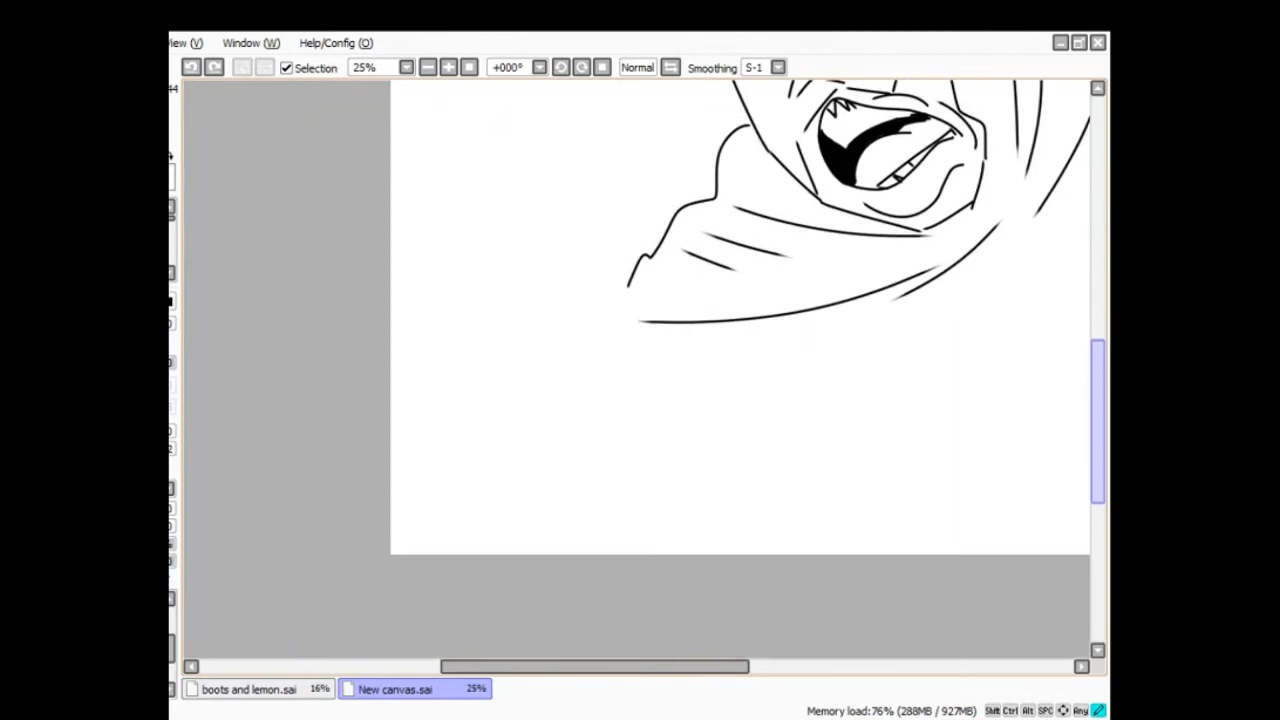 View (V) Window (W) Help/Config (O)
Selection 25% +000° Normal Smoothing S-1
boots and lemon.sai 16% New canvas.sai 25%
Memory load: 76% (288MB / 927MB) Shift Ctrl Alt SPC Any